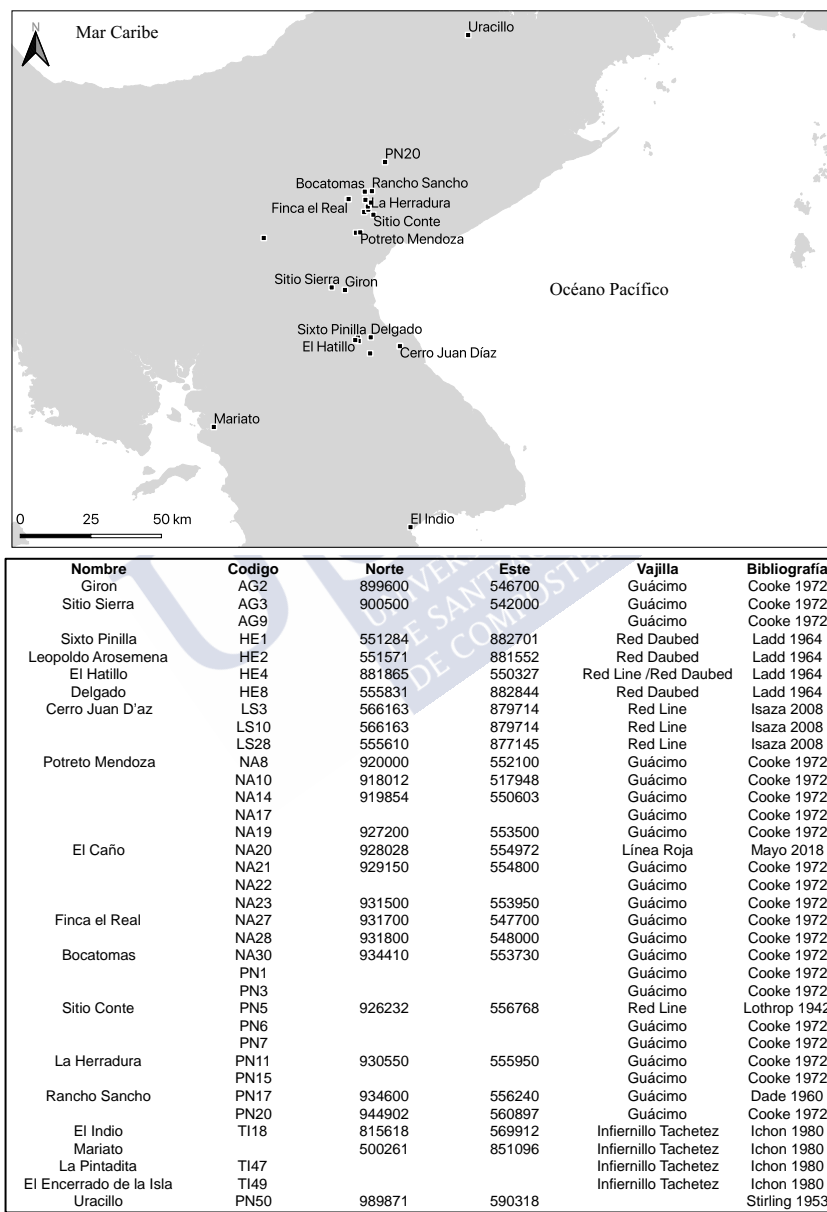 N
Mar Caribe
Uracillo
PN20
Bocatomas Rancho Sancho
Finca el Real La Herradura
Sitio Conte
Potreto Mendoza
Sitio Sierra Giron
Océano Pacífico
Sixto Pinilla Delgado
El Hatillo Cerro Juan Díaz
Mariato
0 25 50 km
El Indio
Nombre Codigo Norte Este Vajilla Bibliografía
Giron AG2 899600 546700 Guácimo Cooke 1972
Sitio Sierra AG3 900500 542000 Guácimo Cooke 1972
AG9 Guácimo Cooke 1972
Sixto Pinilla HE1 551284 882701 Red Daubed Ladd 1964
Leopoldo Arosemena HE2 551571 881552 Red Daubed Ladd 1964
El Hatillo HE4 881865 550327 Red Line /Red Daubed Ladd 1964
Delgado HE8 555831 882844 Red Daubed Ladd 1964
Cerro Juan D'az LS3 566163 879714 Red Line Isaza 2008
LS10 566163 879714 Red Line Isaza 2008
LS28 555610 877145 Red Line Isaza 2008
Potreto Mendoza NA8 920000 552100 Guácimo Cooke 1972
NA10 918012 517948 Guácimo Cooke 1972
NA14 919854 550603 Guácimo Cooke 1972
NA17 Guácimo Cooke 1972
NA19 927200 553500 Guácimo Cooke 1972
El Caño NA20 928028 554972 Línea Roja Mayo 2018
NA21 929150 554800 Guácimo Cooke 1972
NA22 Guácimo Cooke 1972
NA23 931500 553950 Guácimo Cooke 1972
Finca el Real NA27 931700 547700 Guácimo Cooke 1972
NA28 931800 548000 Guácimo Cooke 1972
Bocatomas NA30 934410 553730 Guácimo Cooke 1972
PN1 Guácimo Cooke 1972
PN3 Guácimo Cooke 1972
Sitio Conte PN5 926232 556768 Red Line Lothrop 1942
PN6 Guácimo Cooke 1972
PN7 Guácimo Cooke 1972
La Herradura PN11 930550 555950 Guácimo Cooke 1972
PN15 Guácimo Cooke 1972
Rancho Sancho PN17 934600 556240 Guácimo Dade 1960
PN20 944902 560897 Guácimo Cooke 1972
El Indio TI18 815618 569912 Infiernillo Tachetez Ichon 1980
Mariato 500261 851096 Infiernillo Tachetez Ichon 1980
La Pintadita TI47 Infiernillo Tachetez Ichon 1980
El Encerrado de la Isla TI49 Infiernillo Tachetez Ichon 1980
Uracillo PN50 989871 590318 Stirling 1953